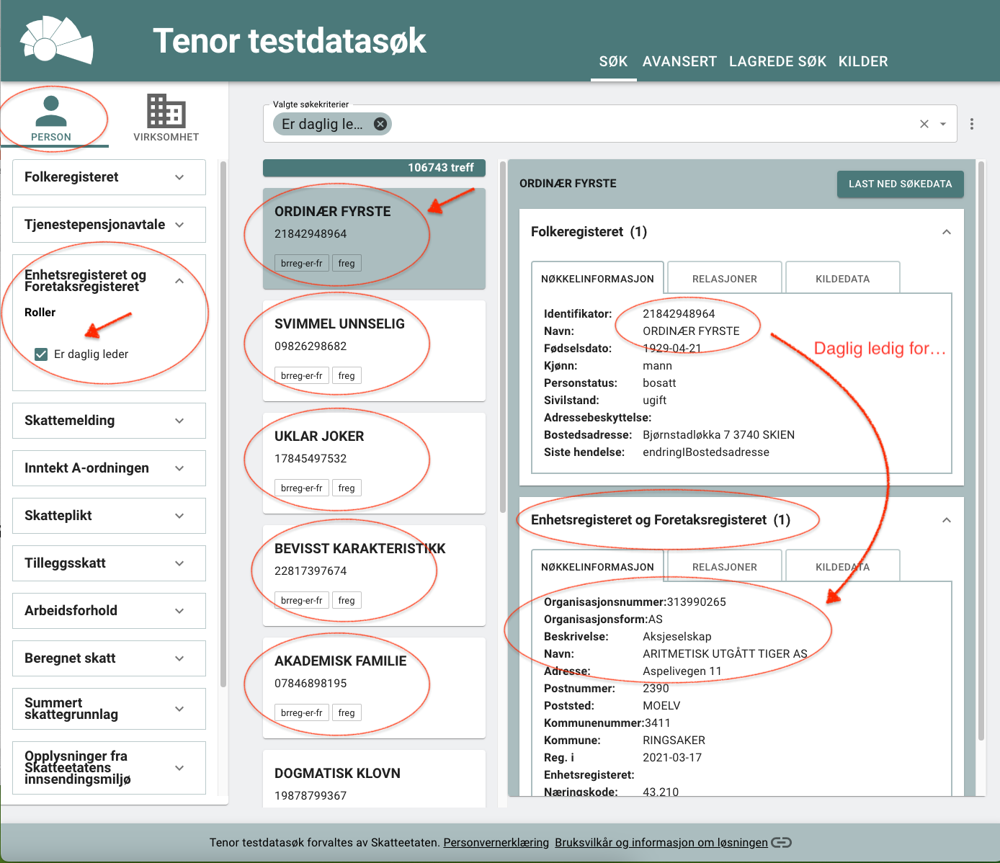 Tenor testdatasøk
SØK AVANSERT LAGREDE SØK KILDER
PERSON
VIRKSOMHET
Folkeregisteret
Tjenestepensjonavtale
Enhetsregisteret og
Foretaksregisteret
Roller
Er daglig leder
Skattemelding
Inntekt A-ordningen
Skatteplikt
Tilleggsskatt
Arbeidsforhold
Beregnet skatt
Summert
skattegrunnlag
Opplysninger fra
Skatteetatens
innsendingsmiljø
Valgte søkekriterier
Er daglig le...
106743 treff
ORDINÆR FYRSTE
21842948964
brreg-er-fr freg
SVIMMEL UNNSELIG
09826298682
brreg-er-fr freg
UKLAR JOKER
17845497532
brreg-er-fr freg
BEVISST KARAKTERISTIKK
22817397674
brreg-er-fr freg
AKADEMISK FAMILIE
07846898195
brreg-er-fr freg
DOGMATISK KLOVN
19878799367
ORDINÆR FYRSTE
LAST NED SØKEDATA
Folkeregisteret (1)
NØKKELINFORMASJON RELASJONER KILDEDATA
Identifikator: 21842948964
Navn: ORDINÆR FYRSTE
Fødselsdato: 1929-04-21
Kjønn: mann
Personstatus: bosatt
Sivilstand: ugift
Adressebeskyttelse:
Bostedsadresse: Bjørnstadløkka 7 3740 SKIEN
Siste hendelse: endringIBostedsadresse
Daglig ledig for...
Enhetsregisteret og Foretaksregisteret (1)
NØKKELINFORMASJON RELASJONER KILDEDATA
Organisasjonsnummer:313990265
Organisasjonsform:AS
Beskrivelse: Aksjeselskap
Navn: ARITMETISK UTGÅTT TIGER AS
Adresse: Aspelivegen 11
Postnummer: 2390
Poststed: MOELV
Kommunenummer:3411
Kommune: RINGSAKER
Reg. i 2021-03-17
Enhetsregisteret:
Næringskode: 43.210
Tenor testdatasøk forvaltes av Skatteetaten. Personvernerklæring Bruksvilkår og informasjon om løsningen